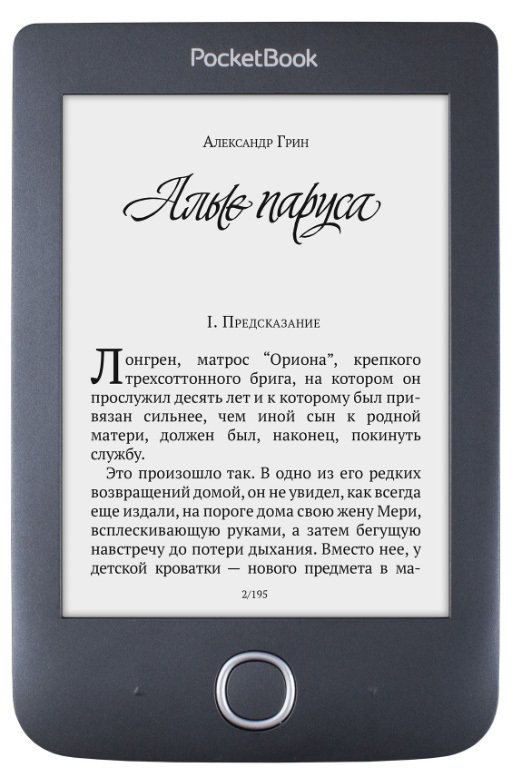 PocketBook
Александр Грин
Алые паруса
I. Предсказание
Лонгрен, матрос “Ориона”, крепкого
трехсоттонного брига, на котором он
прослужил десять лет и к которому был при-
вязан сильнее, чем иной сын к родной
матери, должен был, наконец, покинуть
службу.
Это произошло так. В одно из его редких
возвращений домой, он не увидел, как всегда
еще издали, на пороге дома свою жену Мери,
всплескивающую руками, а затем бегущую
навстречу до потери дыхания. Вместо нее, у
детской кроватки — нового предмета в ма-
2/195